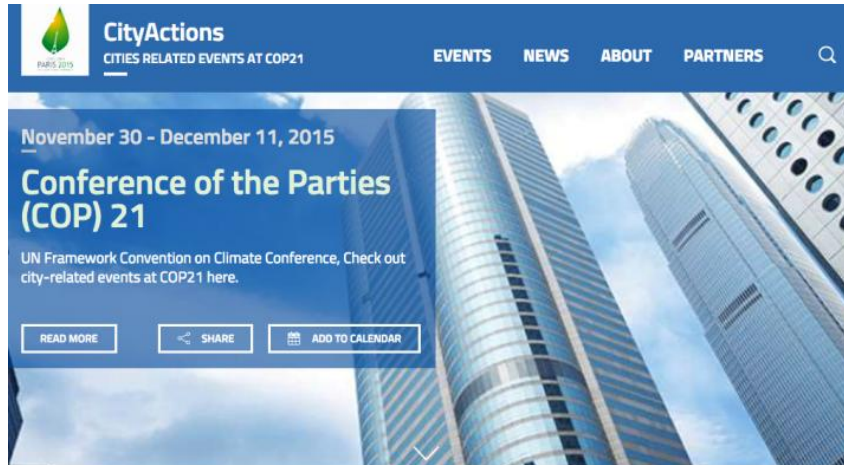 CityActions
CITIES RELATED EVENTS AT COP21
PARIS 2015
EVENTS NEWS ABOUT PARTNERS
November 30 - December 11, 2015
Conference of the Parties
(COP) 21
UN Framework Convention on Climate Conference, Check out
city-related events at COP21 here.
READ MORE SHARE ADD TO CALENDAR